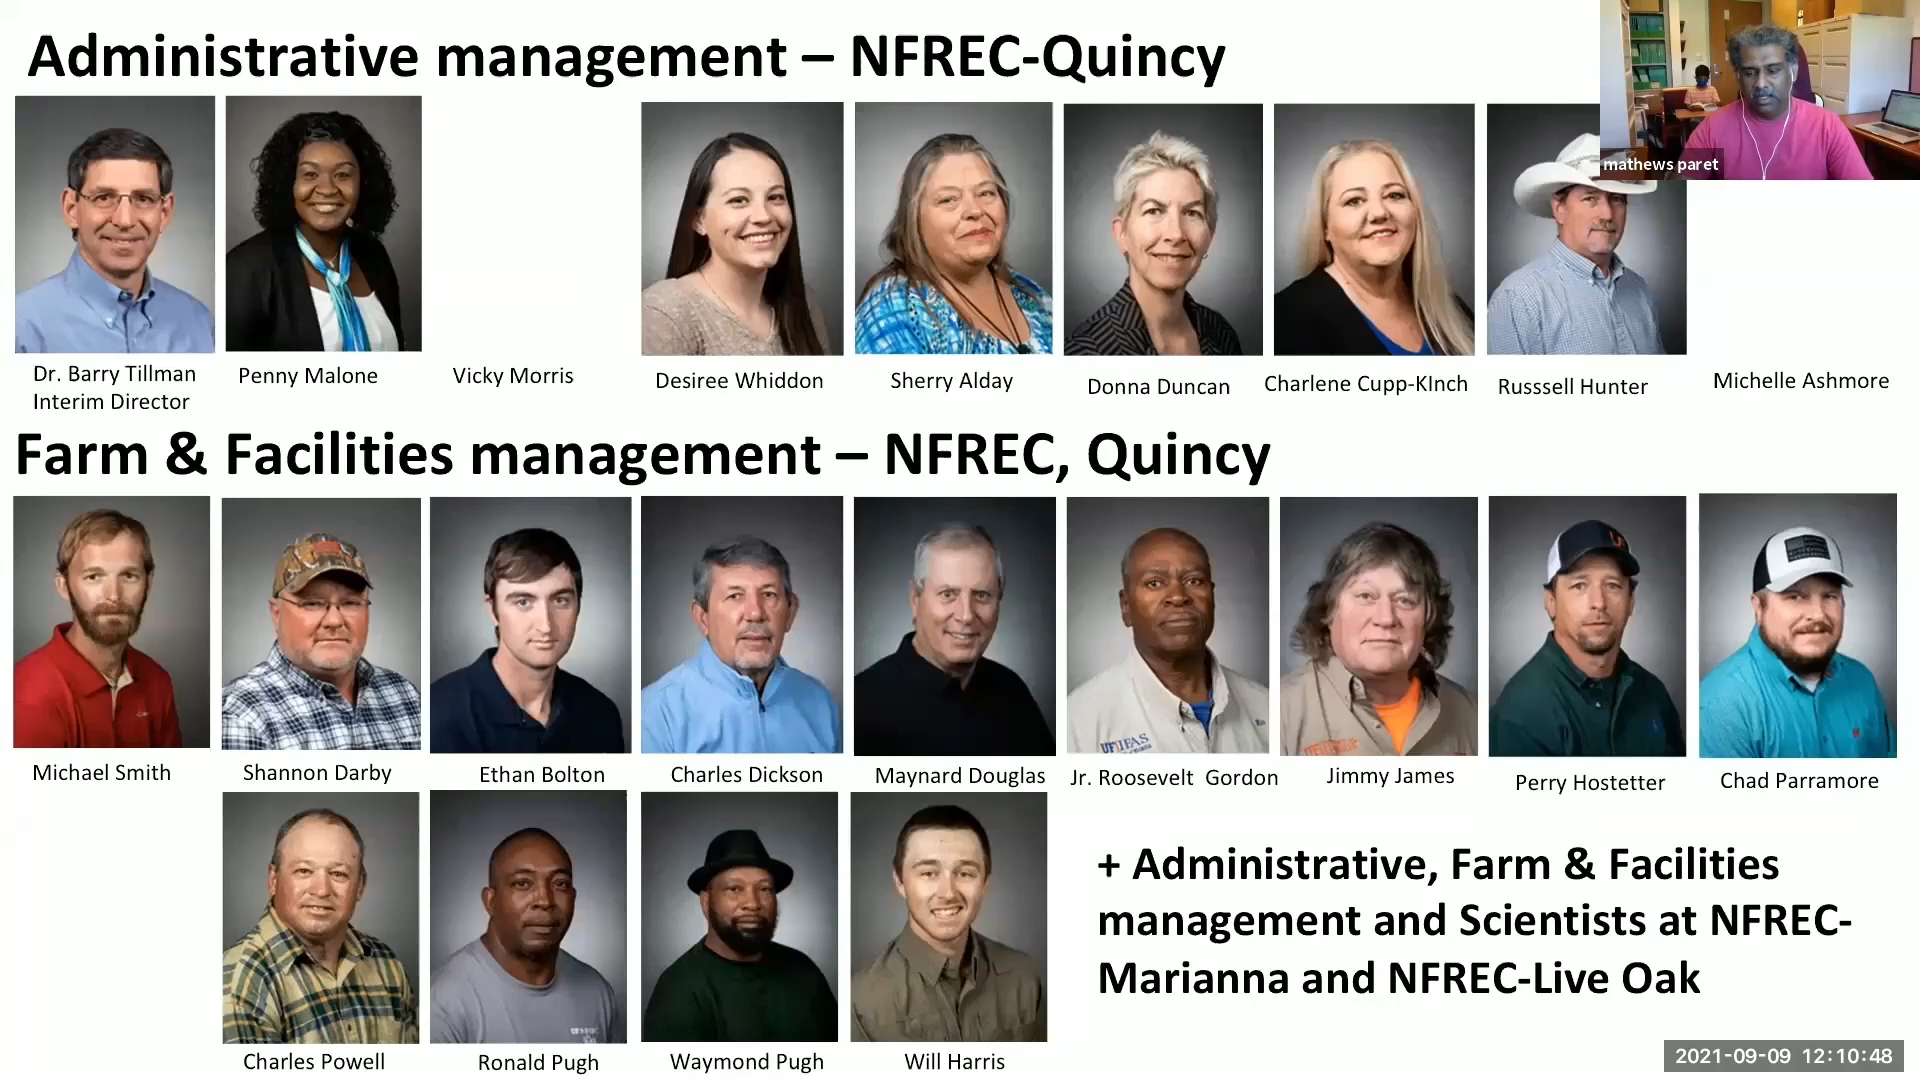 Administrative management – NFREC-Quincy
mathews paret
Dr. Barry Tillman
Interim Director
Penny Malone
Vicky Morris
Desiree Whiddon
Sherry Alday
Donna Duncan
Charlene Cupp-KInch
Russsell Hunter
Michelle Ashmore
Farm & Facilities management – NFREC, Quincy
UF IFAS
Michael Smith
Shannon Darby
Ethan Bolton
Charles Dickson
Maynard Douglas
Jr. Roosevelt Gordon
Jimmy James
Perry Hostetter
Chad Parramore
+ Administrative, Farm & Facilities
management and Scientists at NFREC-
Marianna and NFREC-Live Oak
Charles Powell
Ronald Pugh
Waymond Pugh
Will Harris
2021-09-09 12:10:48